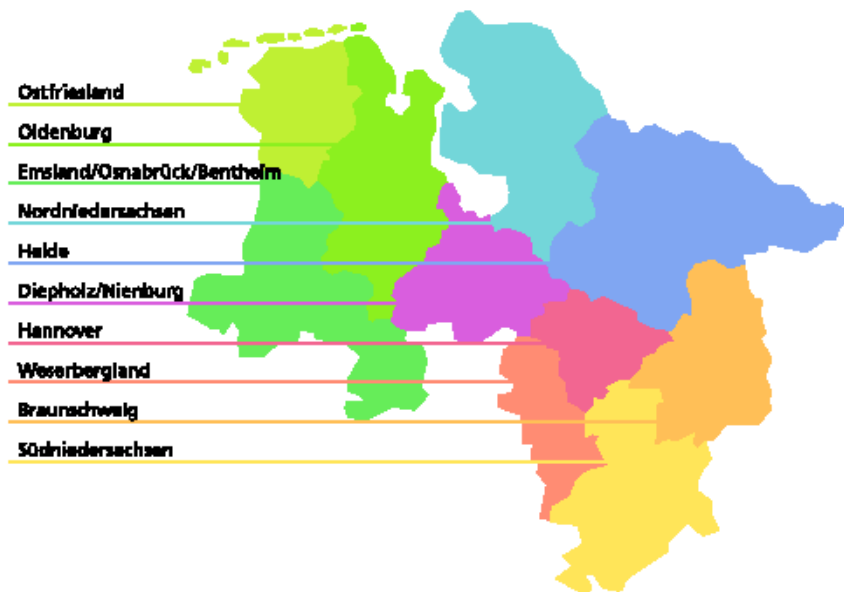 Ostfriesland
Oldenburg
Emsland/Osnabrück/Bentheim
Nordniedersachsen
Heide
Diepholz/Nienburg
Hannover
Weserbergland
Braunschweig
Südniedersachsen